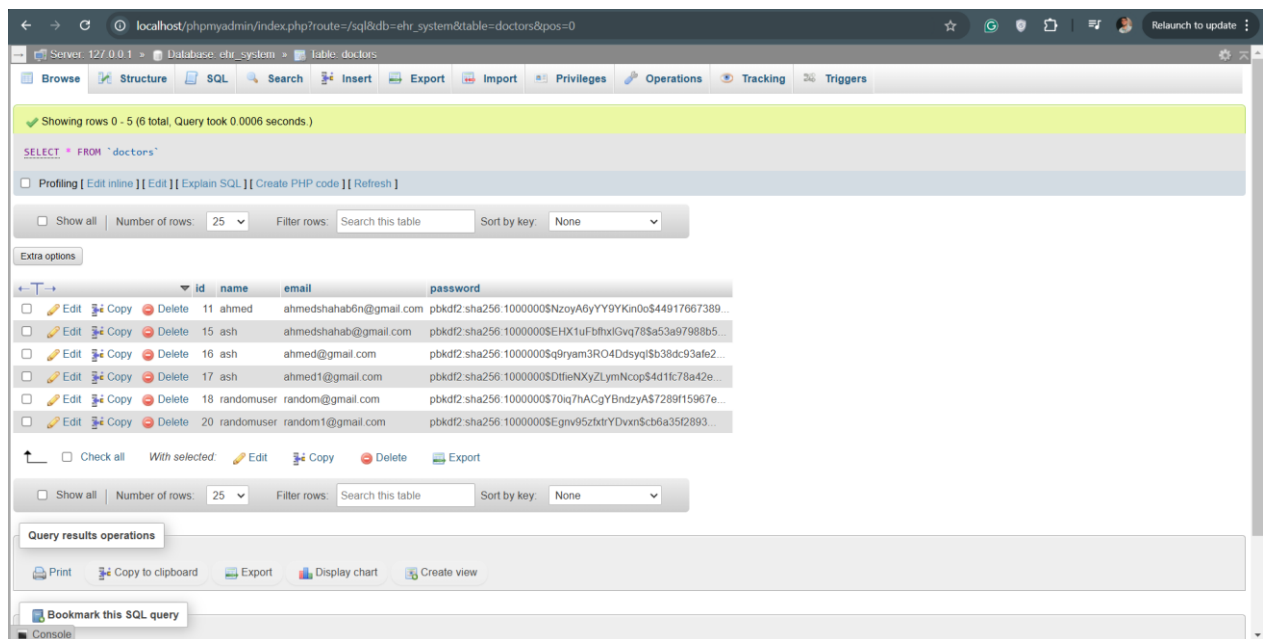 localhost/phpmyadmin/index.php?route=/sql&db=ehr_system&table=doctors&pos=0 Relaunch to update
Server: 127.0.0.1 » Database: ehr_system » Table: doctors
Browse Structure SQL Search Insert Export Import Privileges Operations Tracking Triggers
Showing rows 0 - 5 (6 total, Query took 0.0006 seconds.)
SELECT * FROM `doctors`
Profiling [ Edit inline ] [ Edit ] [ Explain SQL ] [ Create PHP code ] [ Refresh ]
Show all Number of rows: 25 Filter rows: Search this table Sort by key: None
Extra options
←T→ id name email password
Edit Copy Delete 11 ahmed ahmedshahab6n@gmail.com pbkdf2:sha256:1000000$NzoyA6yYY9YKin0o$44917667389...
Edit Copy Delete 15 ash ahmedshahab@gmail.com pbkdf2:sha256:1000000$EHX1uFbfhxlGvq78$a53a97988b5...
Edit Copy Delete 16 ash ahmed@gmail.com pbkdf2:sha256:1000000$q9ryam3RO4Ddsyql$b38dc93afe2...
Edit Copy Delete 17 ash ahmed1@gmail.com pbkdf2:sha256:1000000$DtfieNXyZLymNcop$4d1fc78a42e...
Edit Copy Delete 18 randomuser random@gmail.com pbkdf2:sha256:1000000$70iq7hACgYBndzyA$7289f15967e...
Edit Copy Delete 20 randomuser random1@gmail.com pbkdf2:sha256:1000000$Egnv95zfxtrYDvxn$cb6a35f2893...
Check all With selected: Edit Copy Delete Export
Show all Number of rows: 25 Filter rows: Search this table Sort by key: None
Query results operations
Print Copy to clipboard Export Display chart Create view
Bookmark this SQL query
Console